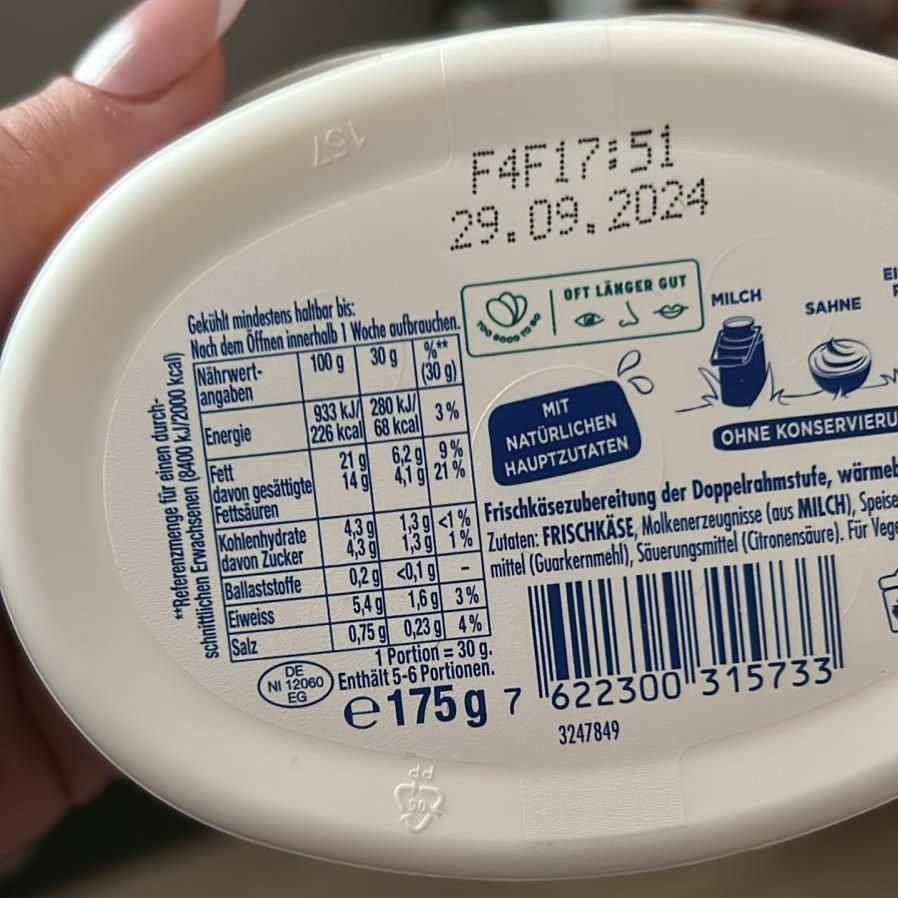 157
F4F17:51
29.09.2024
Gekühlt mindestens haltbar bis:
Nach dem Öffnen innerhalb 1 Woche aufbrauchen.
Nährwert-angaben 100 g 30 g %** (30 g)
Energie 933 kJ/ 226 kcal 280 kJ/ 68 kcal 3 %
Fett 21 g 6,2 g 9 %
davon gesättigte Fettsäuren 14 g 4,1 g 21 %
Kohlenhydrate 4,3 g 1,3 g <1 %
davon Zucker 4,3 g 1,3 g 1 %
Ballaststoffe 0,2 g <0,1 g -
Eiweiss 5,4 g 1,6 g 3 %
Salz 0,75 g 0,23 g 4 %
1 Portion = 30 g.
Enthält 5-6 Portionen.
**Referenzmenge für einen durch-
schnittlichen Erwachsenen (8400 kJ/2000 kcal)
DE
NI 12060
EG
e175 g
OFT LÄNGER GUT
TOO GOOD TO GO
MILCH
SAHNE
EI
MIT
NATÜRLICHEN
HAUPTZUTATEN
OHNE KONSERVIERU
Frischkäsezubereitung der Doppelrahmstufe, wärmeb
Zutaten: FRISCHKÄSE, Molkenerzeugnisse (aus MILCH), Speise
mittel (Guarkernmehl), Säuerungsmittel (Citronensäure). Für Vege
7 622300 315733
3247849
PP
05